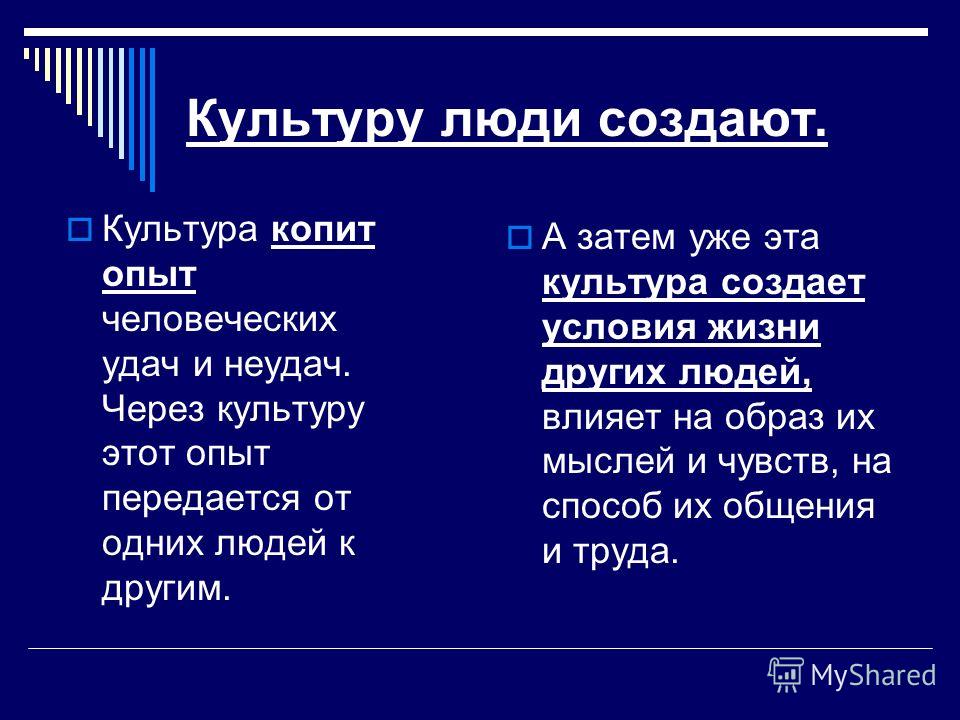 Культуру люди создают.
Культура копит
опыт
человеческих
удач и неудач.
Через культуру
этот опыт
передается от
одних людей к
другим.
А затем уже эта
культура создает
условия жизни
других людей,
влияет на образ их
мыслей и чувств, на
способ их общения
и труда.
MyShared